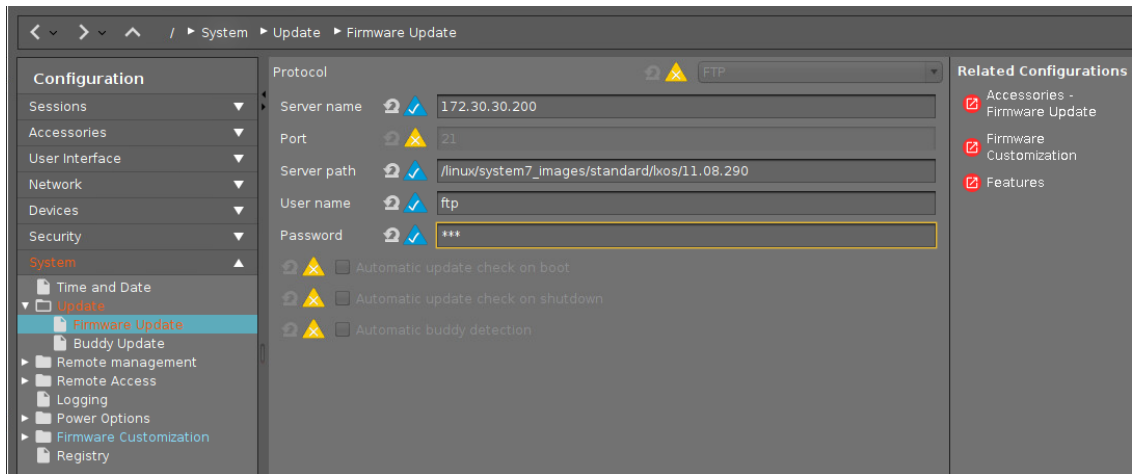 / System Update Firmware Update
Configuration
Sessions
Accessories
User Interface
Network
Devices
Security
System
Time and Date
Update
Firmware Update
Buddy Update
Remote management
Remote Access
Logging
Power Options
Firmware Customization
Registry
Protocol FTP
Server name 172.30.30.200
Port 21
Server path /linux/system7_images/standard/lxos/11.08.290
User name ftp
Password ***
Automatic update check on boot
Automatic update check on shutdown
Automatic buddy detection
Related Configurations
Accessories -
Firmware Update
Firmware
Customization
Features